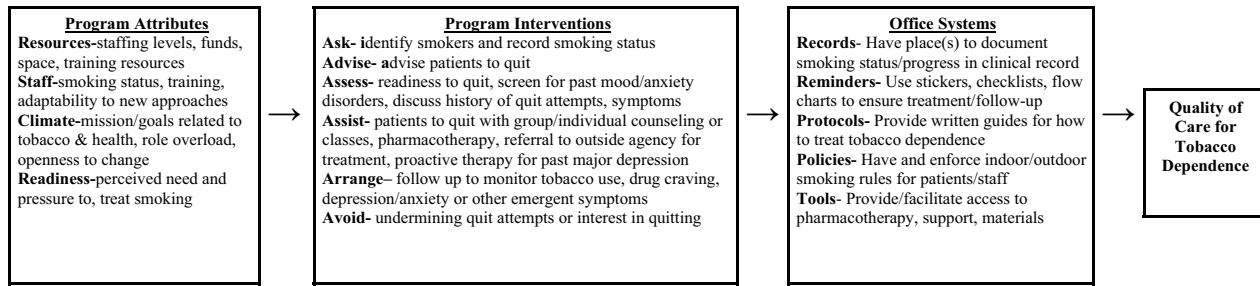 Program Attributes
Resources-staffing levels, funds,
space, training resources
Staff-smoking status, training,
adaptability to new approaches
Climate-mission/goals related to
tobacco & health, role overload,
openness to change
Readiness-perceived need and
pressure to, treat smoking
Program Interventions
Ask- identify smokers and record smoking status
Advise- advise patients to quit
Assess- readiness to quit, screen for past mood/anxiety
disorders, discuss history of quit attempts, symptoms
Assist- patients to quit with group/individual counseling or
classes, pharmacotherapy, referral to outside agency for
treatment, proactive therapy for past major depression
Arrange– follow up to monitor tobacco use, drug craving,
depression/anxiety or other emergent symptoms
Avoid- undermining quit attempts or interest in quitting
Office Systems
Records- Have place(s) to document
smoking status/progress in clinical record
Reminders- Use stickers, checklists, flow
charts to ensure treatment/follow-up
Protocols- Provide written guides for how
to treat tobacco dependence
Policies- Have and enforce indoor/outdoor
smoking rules for patients/staff
Tools- Provide/facilitate access to
pharmacotherapy, support, materials
Quality of
Care for
Tobacco
Dependence